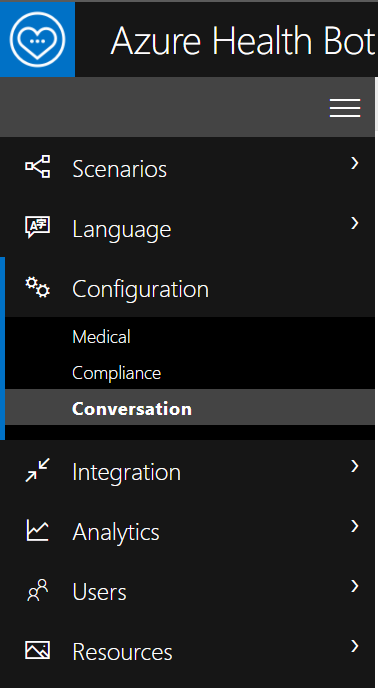 Azure Health Bot
Scenarios
Language
Configuration
Medical
Compliance
Conversation
Integration
Analytics
Users
Resources